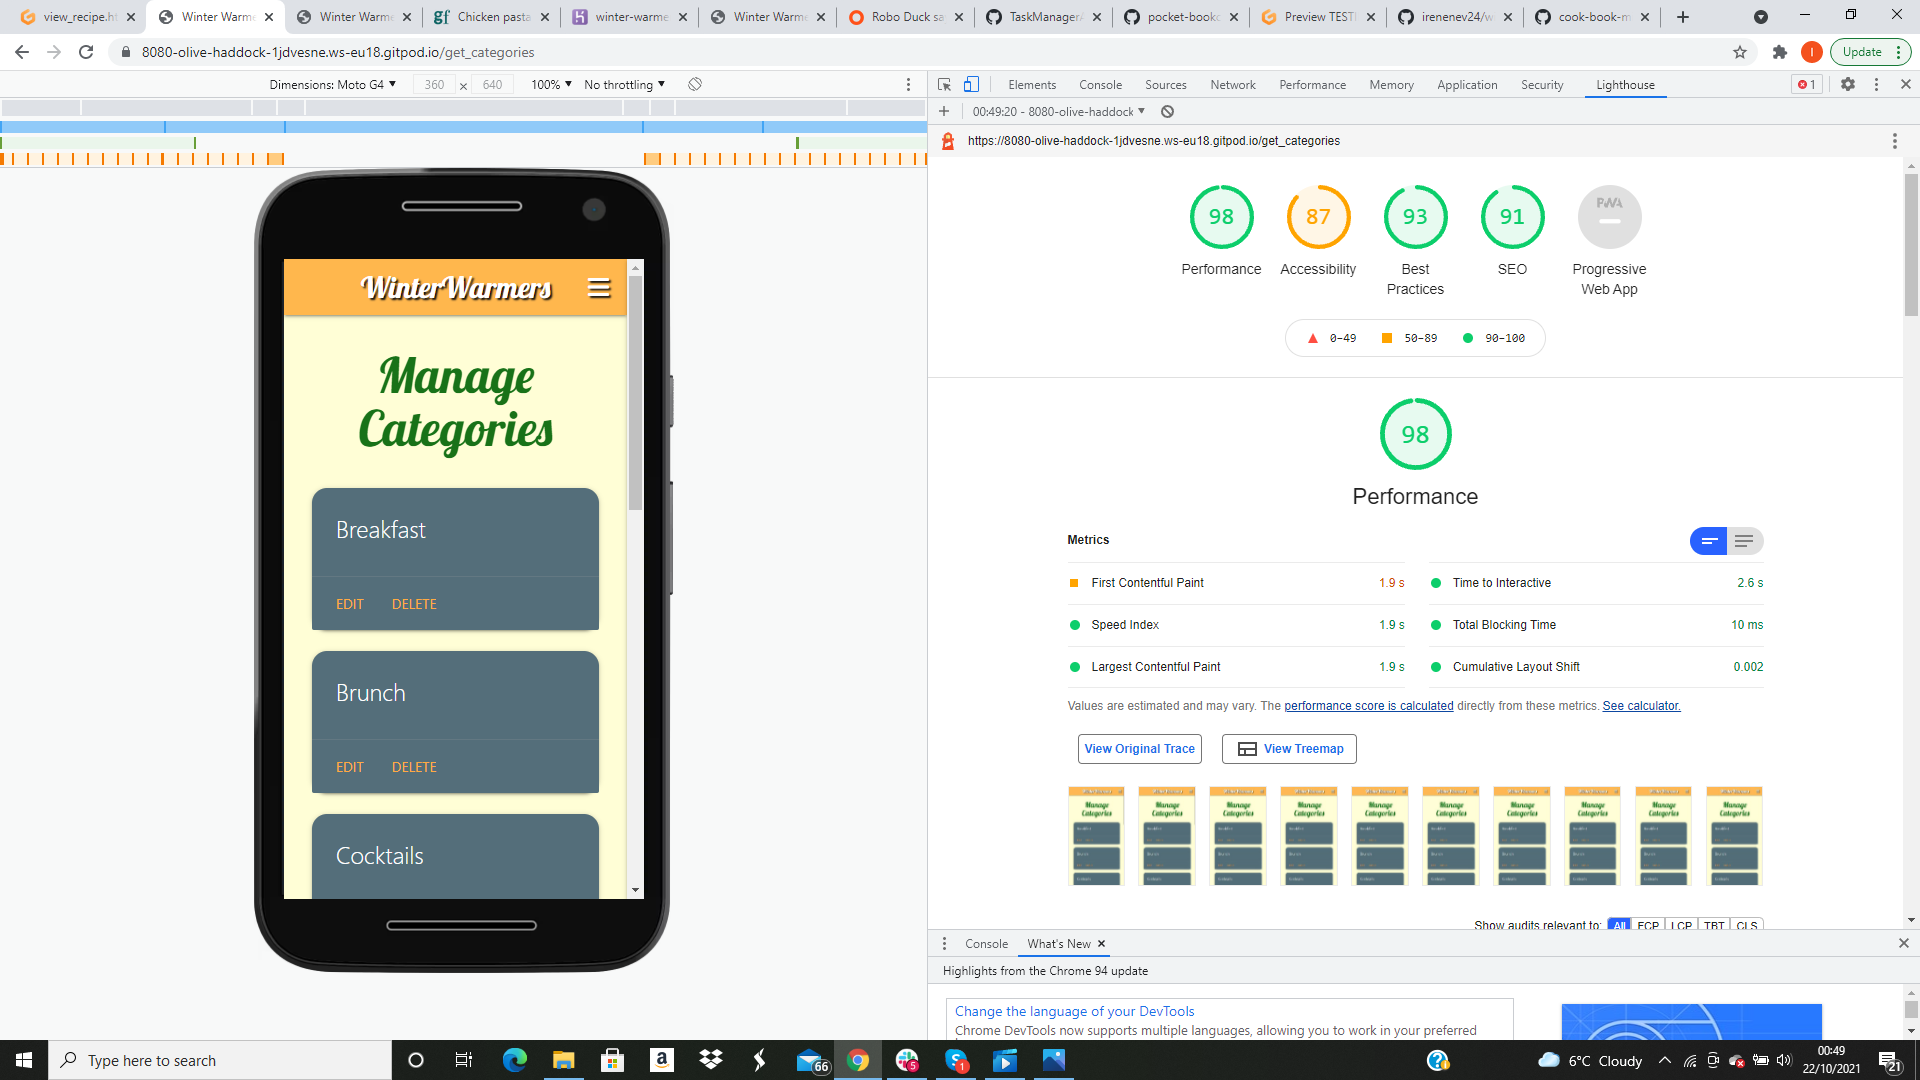 view_recipe.ht
Winter Warme
Winter Warme
Chicken pasta
winter-warme
Winter Warme
Robo Duck sa
TaskManager/
pocket-bookc
Preview TESTI
irenenev24/w
cook-book-m
8080-olive-haddock-1jdvesne.ws-eu18.gitpod.io/get_categories
I
Update
Dimensions: Moto G4
360
x
640
100%
No throttling
Elements
Console
Sources
Network
Performance
Memory
Application
Security
Lighthouse
1
00:49:20 - 8080-olive-haddock
https://8080-olive-haddock-1jdvesne.ws-eu18.gitpod.io/get_categories
98
87
93
91
PWA
Performance
Accessibility
Best
Practices
SEO
Progressive
Web App
0–49
50–89
90–100
98
Performance
Metrics
First Contentful Paint
1.9 s
Time to Interactive
2.6 s
Speed Index
1.9 s
Total Blocking Time
10 ms
Largest Contentful Paint
1.9 s
Cumulative Layout Shift
0.002
Values are estimated and may vary. The performance score is calculated directly from these metrics. See calculator.
View Original Trace
View Treemap
Show audits relevant to:
All
FCP
LCP
TBT
CLS
Console
What's New
Highlights from the Chrome 94 update
Change the language of your DevTools
Chrome DevTools now supports multiple languages, allowing you to work in your preferred
WinterWarmers
Manage
Categories
Breakfast
EDIT
DELETE
Brunch
EDIT
DELETE
Cocktails
Type here to search
66
5
1
6°C Cloudy
00:49
22/10/2021
21